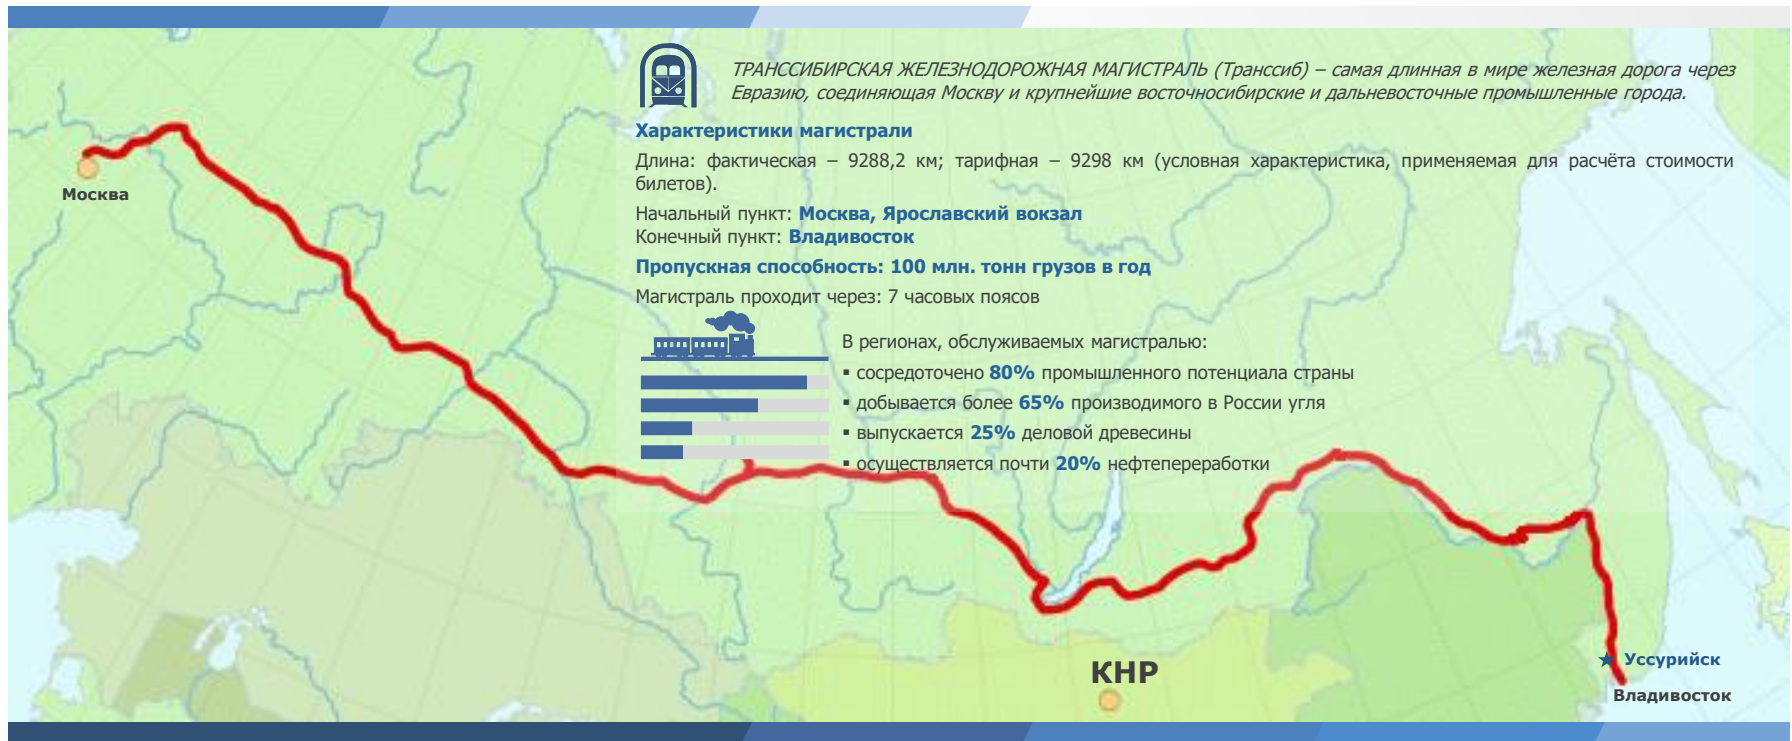 ТРАНССИБИРСКАЯ ЖЕЛЕЗНОДОРОЖНАЯ МАГИСТРАЛЬ (Транссиб) – самая длинная в мире железная дорога через
Евразию, соединяющая Москву и крупнейшие восточносибирские и дальневосточные промышленные города.
Характеристики магистрали
Длина: фактическая – 9288,2 км; тарифная – 9298 км (условная характеристика, применяемая для расчёта стоимости
билетов).
Москва
Начальный пункт: Москва, Ярославский вокзал
Конечный пункт: Владивосток
Пропускная способность: 100 млн. тонн грузов в год
Магистраль проходит через: 7 часовых поясов
В регионах, обслуживаемых магистралью:
▪ сосредоточено 80% промышленного потенциала страны
▪ добывается более 65% производимого в России угля
▪ выпускается 25% деловой древесины
▪ осуществляется почти 20% нефтепереработки
КНР
Уссурийск
Владивосток